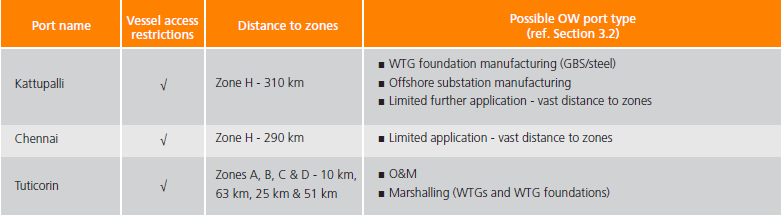 Port name
Vessel access
restrictions
Distance to zones
Possible OW port type
(ref. Section 3.2)
Kattupalli
√
Zone H - 310 km
■ WTG foundation manufacturing (GBS/steel)
■ Offshore substation manufacturing
■ Limited further application - vast distance to zones
Chennai
√
Zone H - 290 km
■ Limited application - vast distance to zones
Tuticorin
√
Zones A, B, C & D - 10 km,
63 km, 25 km & 51 km
■ O&M
■ Marshalling (WTGs and WTG foundations)